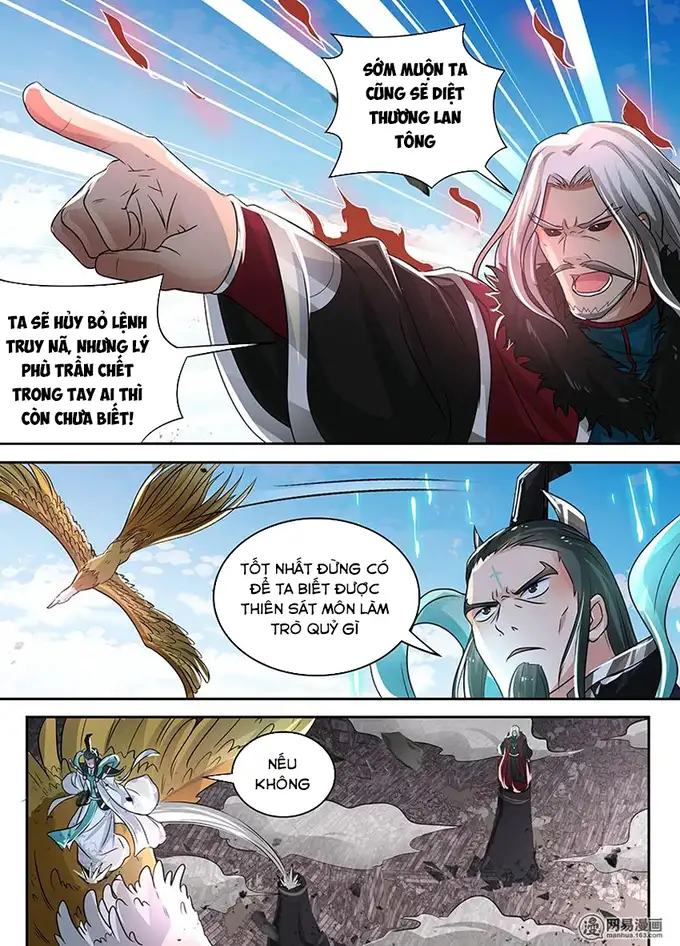 SỚM MUỘN TA
CŨNG SẼ DIỆT
THƯƠNG LAN
TÔNG
TA SẼ HỦY BỎ LỆNH
TRUY NÃ, NHƯNG LÝ
PHÙ TRẦN CHẾT
TRONG TAY AI THÌ
CÒN CHƯA BIẾT!
TỐT NHẤT ĐỪNG CÓ
ĐỂ TA BIẾT ĐƯỢC
THIÊN SÁT MÔN LÀM
TRÒ QUỶ GÌ
NẾU
KHÔNG
漫 网易漫画
manhua.163.com